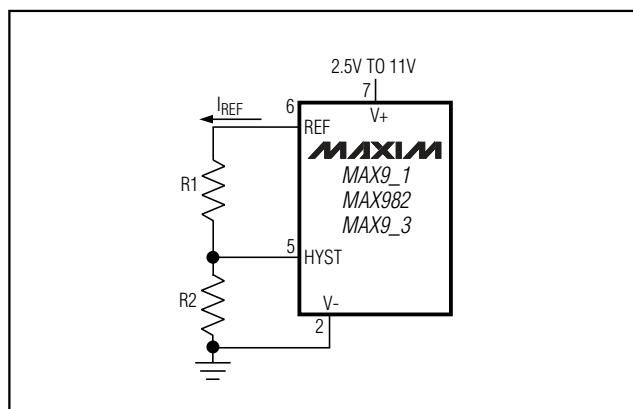 2.5V TO 11V
7
V+
6
IREF
REF
MAXIM
MAX9_1
MAX982
MAX9_3
R1
5
HYST
R2
V-
2